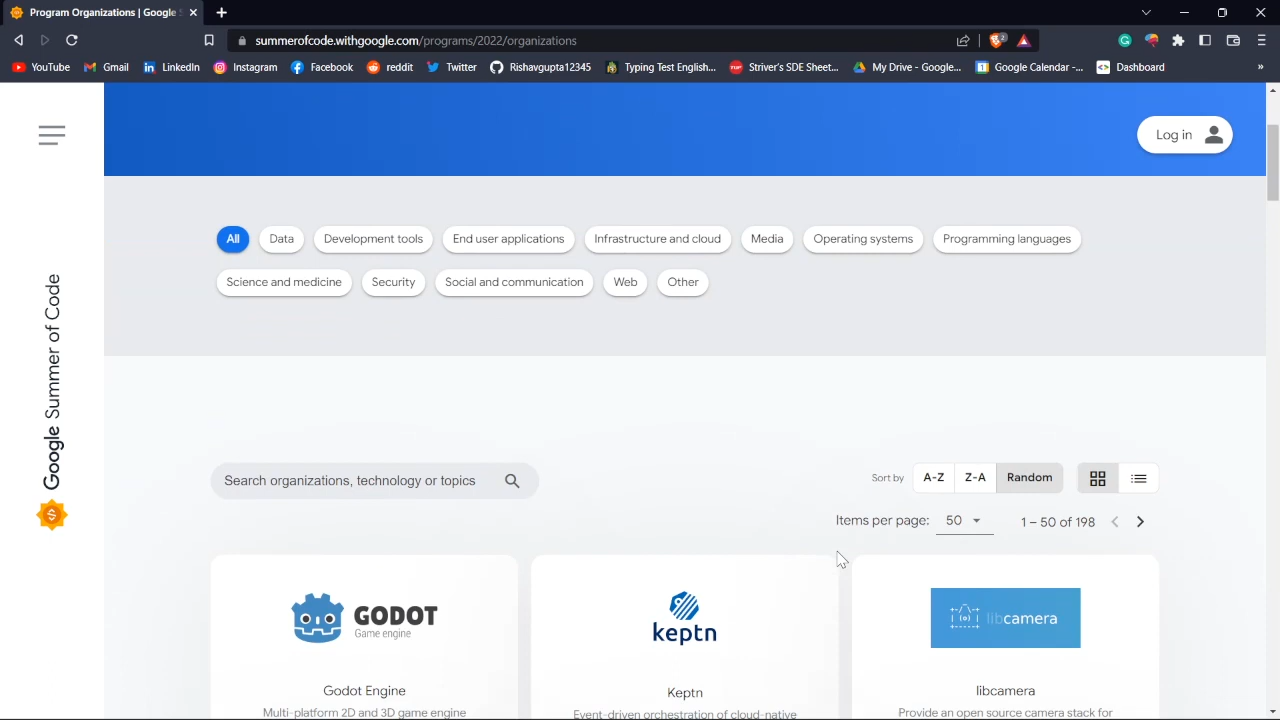 Program Organizations | Google S
summerofcode.withgoogle.com/programs/2022/organizations
2
YouTube
Gmail
LinkedIn
Instagram
Facebook
reddit
Twitter
Rishavgupta12345
Typing Test English...
Striver's SDE Sheet...
My Drive - Google...
Google Calendar -...
Dashboard
»
Log in
All
Data
Development tools
End user applications
Infrastructure and cloud
Media
Operating systems
Programming languages
Science and medicine
Security
Social and communication
Web
Other
Google Summer of Code
Search organizations, technology or topics
Sort by
A-Z
Z-A
Random
Items per page:
50
1 – 50 of 198
GODOT
Game engine
keptn
libcamera
Godot Engine
Keptn
libcamera
Multi-platform 2D and 3D game engine
Event-driven orchestration of cloud-native
Provide an open source camera stack for